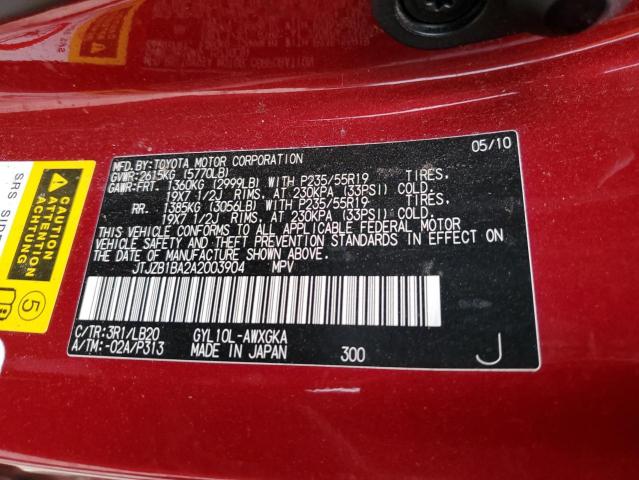 MFD.BY:TOYOTA MOTOR CORPORATION 05/10
GVWR:2615KG (5770LB)
GAWR:FRT. 1360KG (2999LB) WITH P235/55R19 TIRES.
19X7 1/2J RIMS. AT 230KPA (33PSI) COLD.
RR. 1385KG (3056LB) WITH P235/55R19 TIRES.
19X7 1/2J RIMS. AT 230KPA (33PSI) COLD.
THIS VEHICLE CONFORMS TO ALL APPLICABLE FEDERAL MOTOR
VEHICLE SAFETY AND THEFT PREVENTION STANDARDS IN EFFECT ON
THE DATE OF MANUFACTURE SHOWN ABOVE.
JTJZB1BA2A2003904 MPV
C/TR:3R1/LB20 GYL10L-AWXGKA
A/TM:-02A/P313 MADE IN JAPAN 300 J
CAUTION
ATTENTION
ACHTUNG
5
SRS SIDE